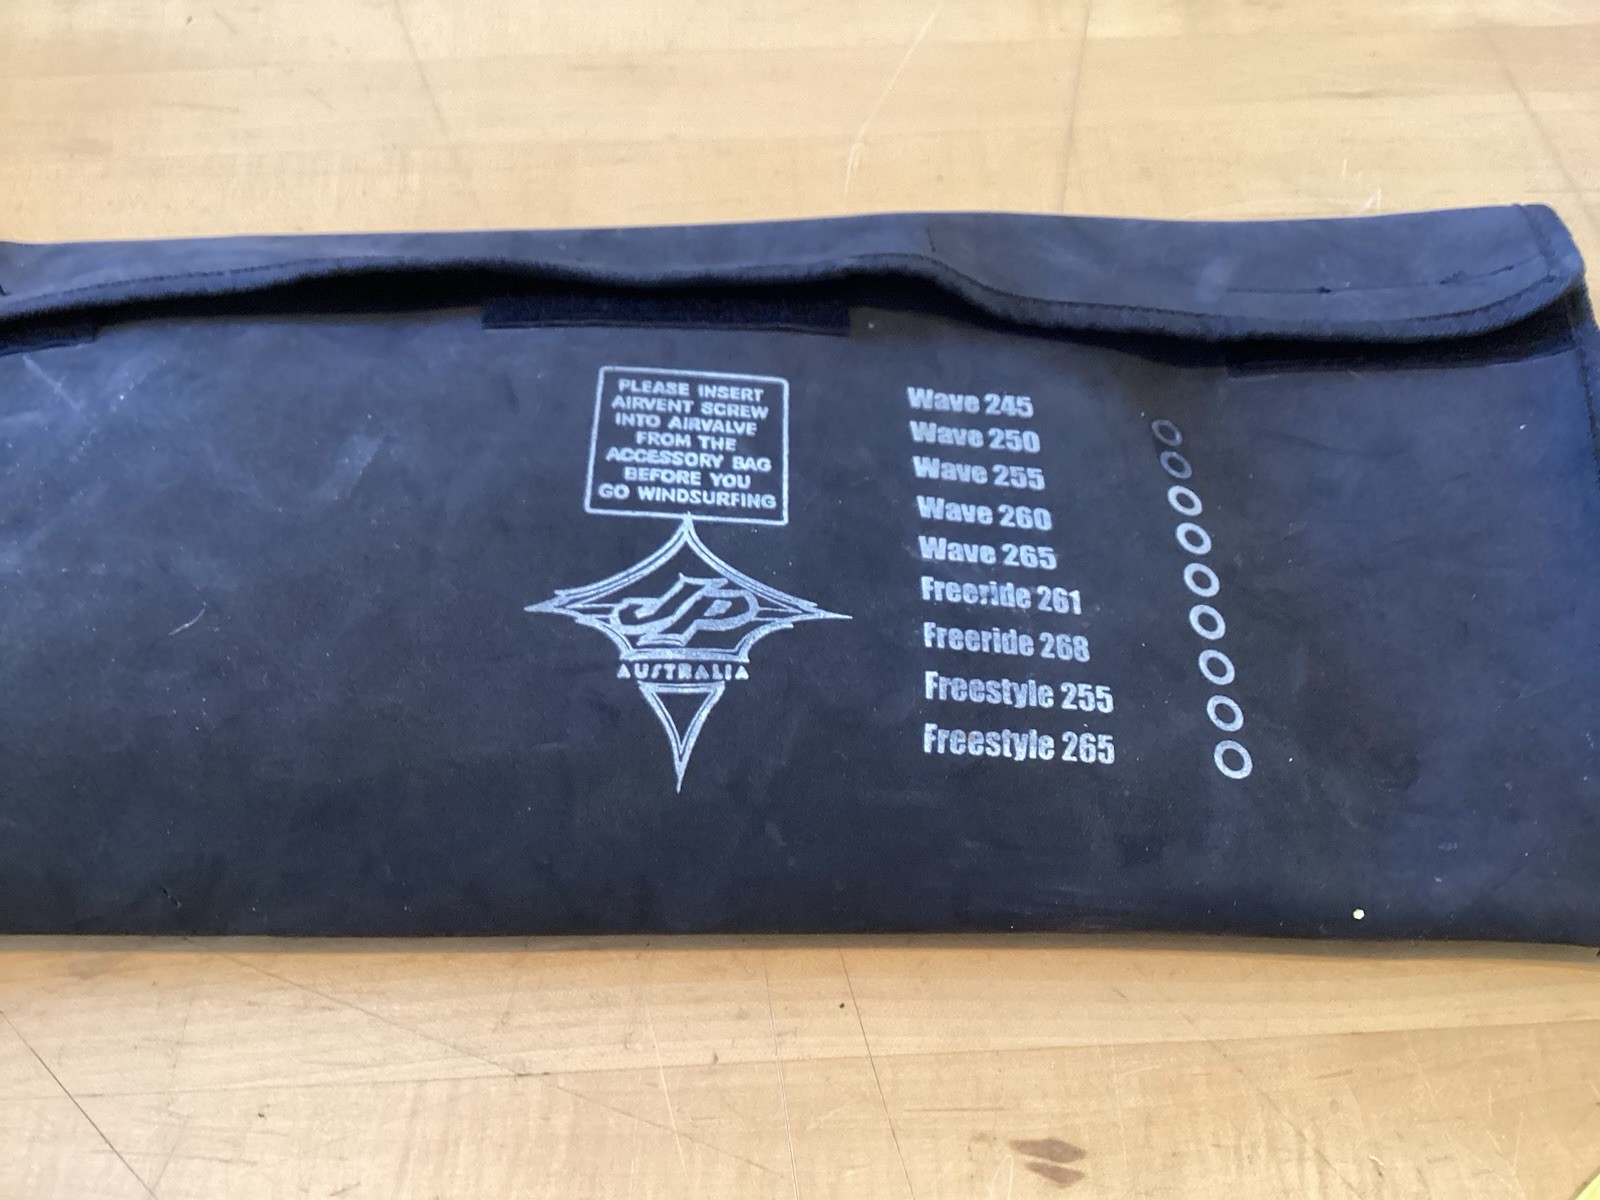 PLEASE INSERT
AIRVENT SCREW
INTO AIRVALVE
FROM THE
ACCESSORY BAG
BEFORE YOU
GO WINDSURFING
JP
AUSTRALIA
Wave 245
Wave 250
Wave 255
Wave 260
Wave 265
Freeride 261
Freeride 268
Freestyle 255
Freestyle 265